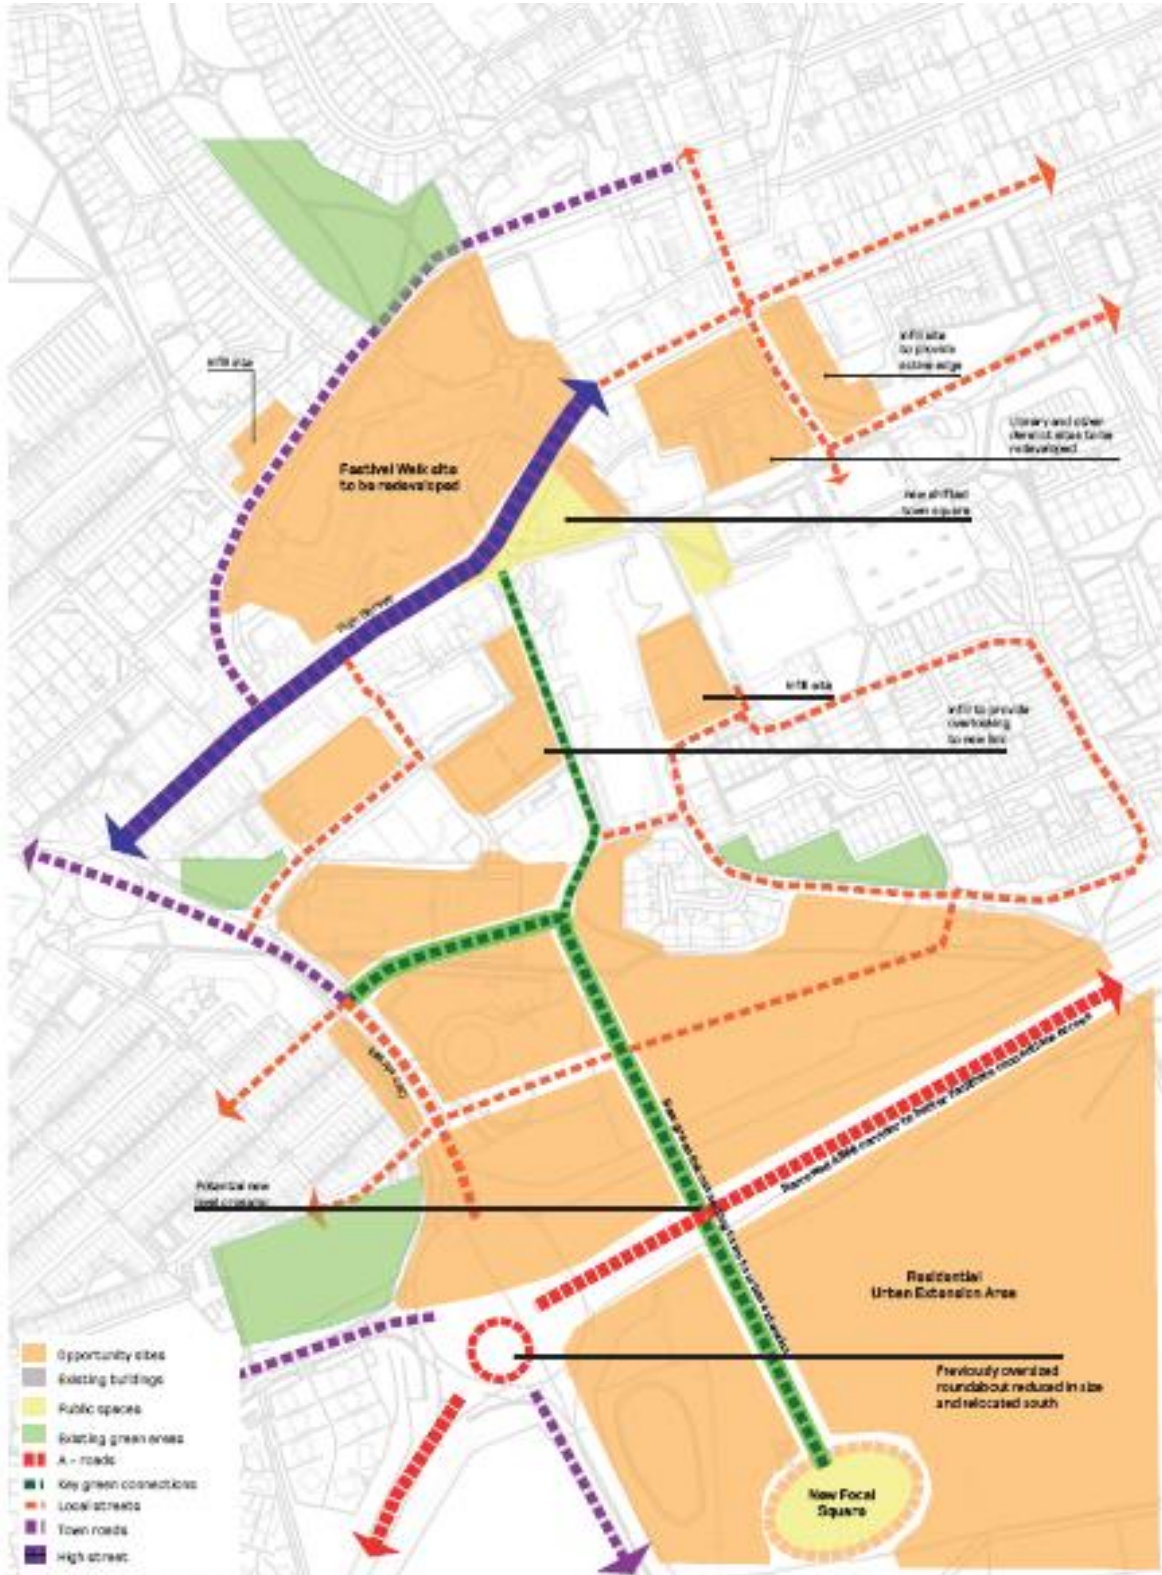 Infill site
Infill site
to provide
active edge
Library and other
derelict sites to be
redeveloped
Festival Walk site
to be redeveloped
new shifted
town square
High Street
Infill site
Infill to provide
overlooking
to new link
Potential new
level crossing
Residential
Urban Extension Area
Previously oversized
roundabout reduced in size
and relocated south
New Focal
Square
Opportunity sites
Existing buildings
Public spaces
Existing green areas
A - roads
Key green connections
Local streets
Town roads
High street